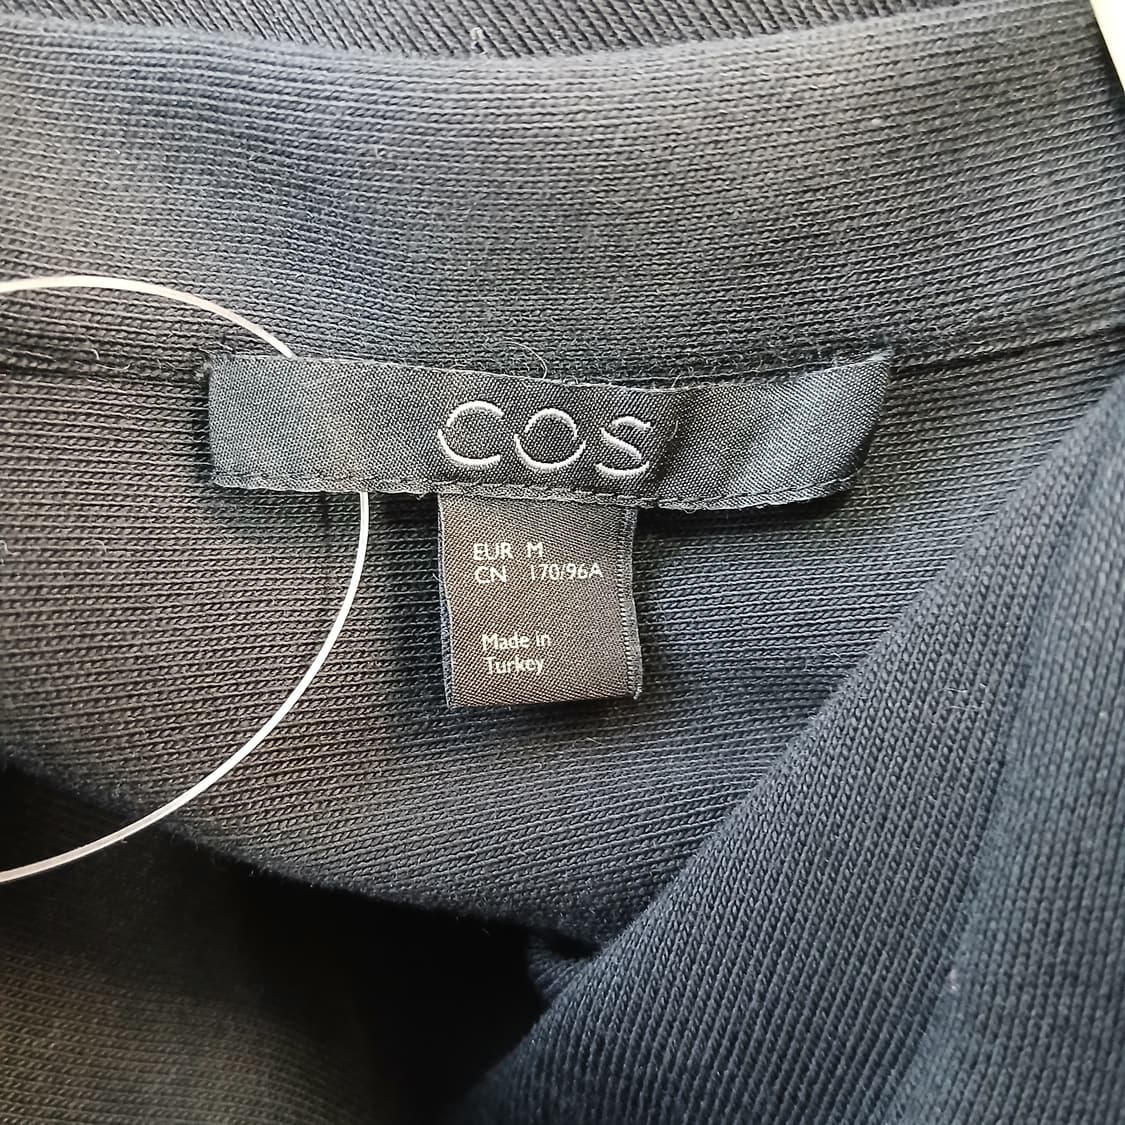 COS
EUR M
CN 170/96A
Made in
Turkey